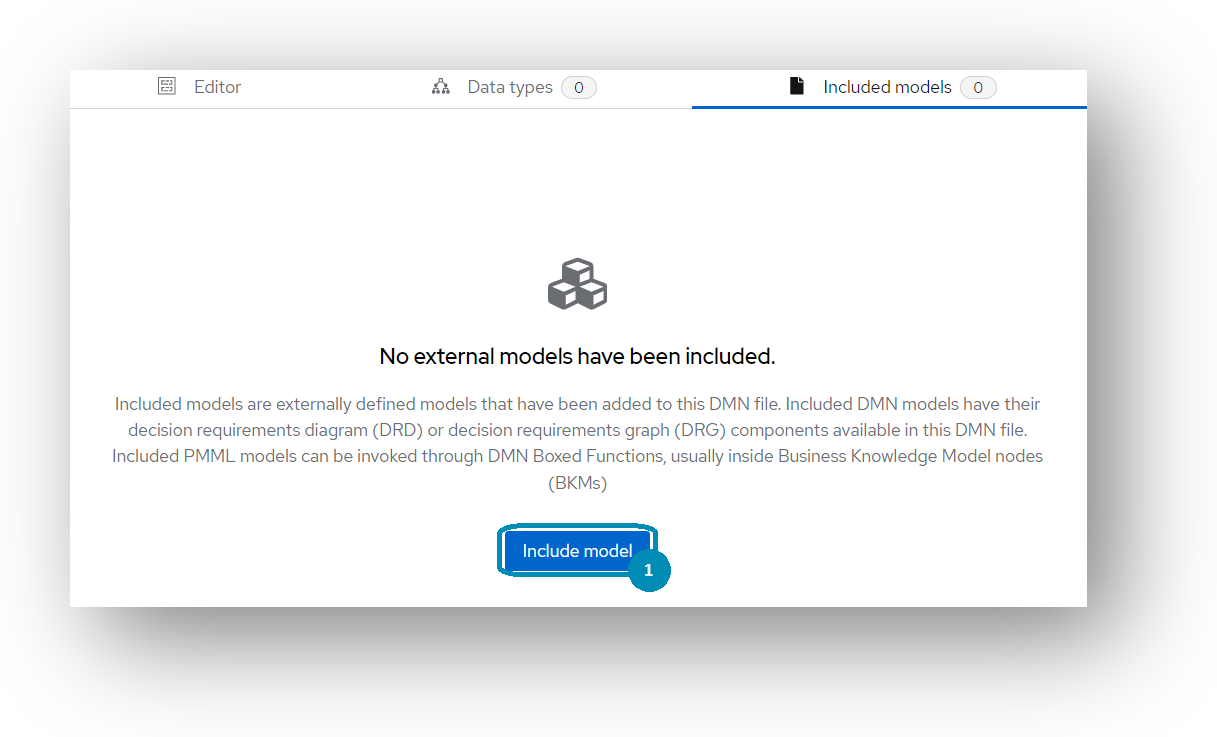 Editor
Data types 0
Included models 0
No external models have been included.
Included models are externally defined models that have been added to this DMN file. Included DMN models have their
decision requirements diagram (DRD) or decision requirements graph (DRG) components available in this DMN file.
Included PMML models can be invoked through DMN Boxed Functions, usually inside Business Knowledge Model nodes
(BKMs)
Include model
1